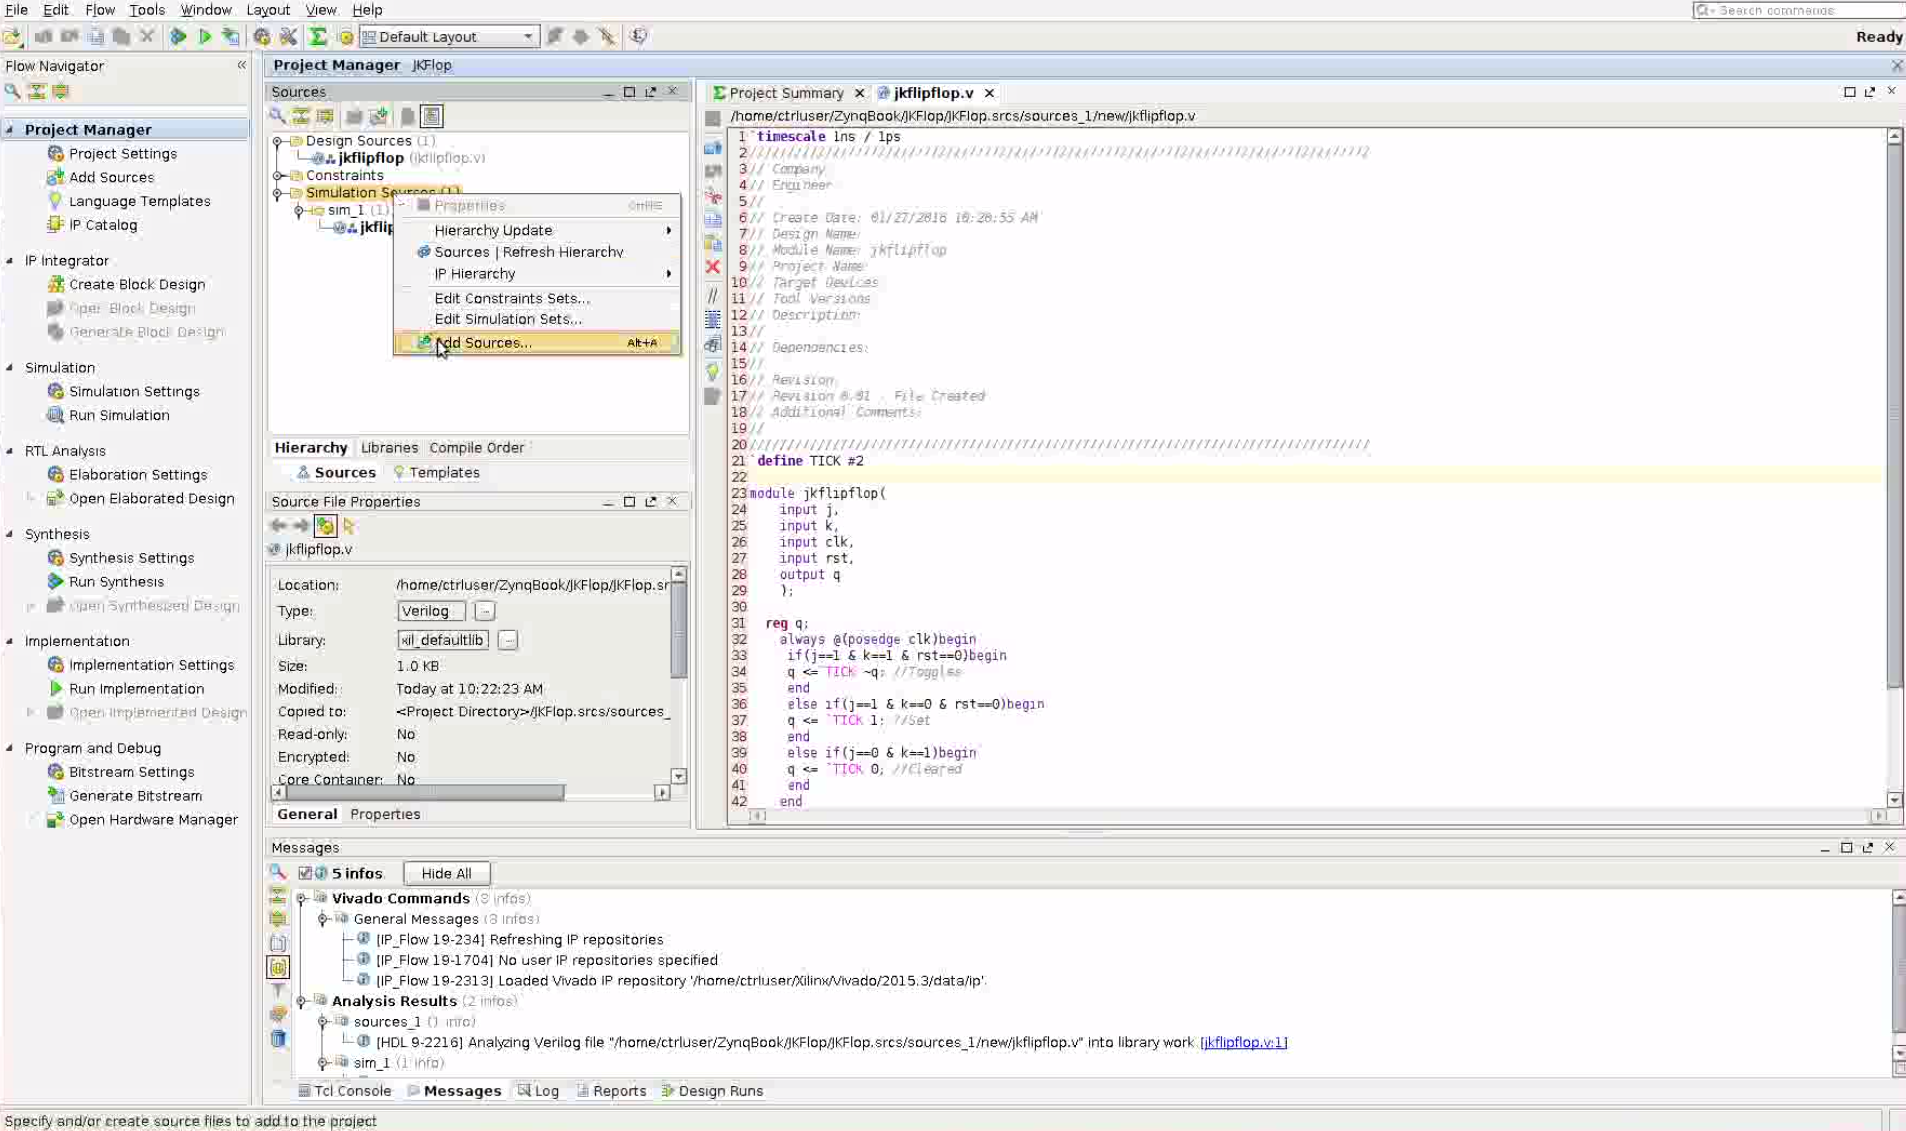 File Edit Flow Tools Window Layout View Help
Search commands
Default Layout
Ready
Flow Navigator
Project Manager
Project Settings
Add Sources
Language Templates
IP Catalog
IP Integrator
Create Block Design
Open Block Design
Generate Block Design
Simulation
Simulation Settings
Run Simulation
RTL Analysis
Elaboration Settings
Open Elaborated Design
Synthesis
Synthesis Settings
Run Synthesis
Open Synthesized Design
Implementation
Implementation Settings
Run Implementation
Open Implemented Design
Program and Debug
Bitstream Settings
Generate Bitstream
Open Hardware Manager
Project Manager JKFlop
Sources
Design Sources (1)
jkflipflop (jkflipflop.v)
Constraints
Simulation Sources (1)
sim_1 (1)
jkflip
Properties Ctrl+E
Hierarchy Update
Sources | Refresh Hierarchy
IP Hierarchy
Edit Constraints Sets...
Edit Simulation Sets...
Add Sources... Alt+A
Hierarchy Libraries Compile Order
Sources Templates
Source File Properties
jkflipflop.v
Location: /home/ctrluser/ZynqBook/JKFlop/JKFlop.sr
Type: Verilog ...
Library: xil_defaultlib ...
Size: 1.0 KB
Modified: Today at 10:22:23 AM
Copied to: <Project Directory>/JKFlop.srcs/sources_
Read-only: No
Encrypted: No
Core Container: No
General Properties
Project Summary jkflipflop.v
/home/ctrluser/ZynqBook/JKFlop/JKFlop.srcs/sources_1/new/jkflipflop.v
1 `timescale 1ns / 1ps
2 //////////////////////////////////////////////////////////////////////////////////
3 // Company:
4 // Engineer:
5 //
6 // Create Date: 01/27/2016 10:20:55 AM
7 // Design Name:
8 // Module Name: jkflipflop
9 // Project Name:
10 // Target Devices:
11 // Tool Versions:
12 // Description:
13 //
14 // Dependencies:
15 //
16 // Revision:
17 // Revision 0.01 - File Created
18 // Additional Comments:
19 //
20 //////////////////////////////////////////////////////////////////////////////////
21 `define TICK #2
22
23 module jkflipflop(
24 input j,
25 input k,
26 input clk,
27 input rst,
28 output q
29 );
30
31 reg q;
32 always @(posedge clk)begin
33 if(j==1 & k==1 & rst==0)begin
34 q <=`TICK ~q; //Toggles
35 end
36 else if(j==1 & k==0 & rst==0)begin
37 q <= `TICK 1; //Set
38 end
39 else if(j==0 & k==1)begin
40 q <= `TICK 0; //Cleared
41 end
42 end
Messages
5 infos Hide All
Vivado Commands (3 infos)
General Messages (3 infos)
[IP_Flow 19-234] Refreshing IP repositories
[IP_Flow 19-1704] No user IP repositories specified
[IP_Flow 19-2313] Loaded Vivado IP repository '/home/ctrluser/Xilinx/Vivado/2015.3/data/ip'.
Analysis Results (2 infos)
sources_1 (1 info)
[HDL 9-2216] Analyzing Verilog file "/home/ctrluser/ZynqBook/JKFlop/JKFlop.srcs/sources_1/new/jkflipflop.v" into library work [jkflipflop.v:1]
sim_1 (1 info)
Tcl Console Messages Log Reports Design Runs
Specify and/or create source files to add to the project